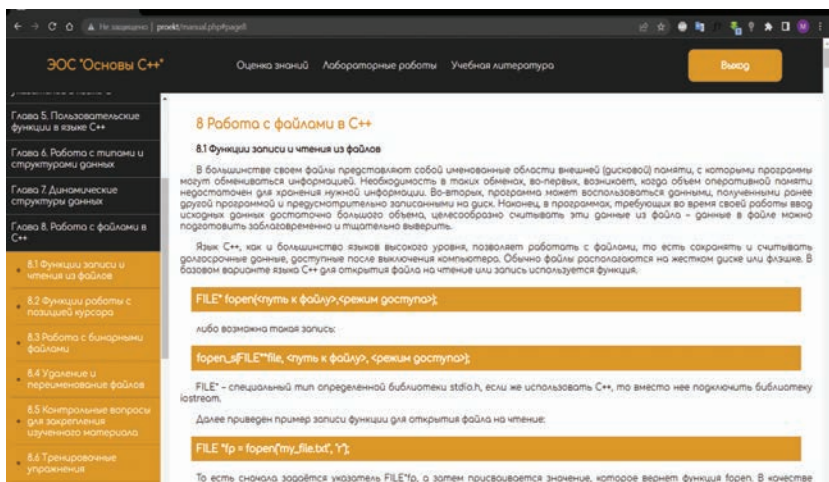 Не защищено | proekt/manual.php#page8
ЭОС "Основы С++"
Оценка знаний Лабораторные работы Учебная литература
Выход
Глава 5. Пользовательские
функции в языке С++
Глава 6. Работа с типами и
структурами данных
Глава 7. Динамические
структуры данных
Глава 8. Работа с файлами в
С++
8.1 Функции записи и
чтения из файлов
8.2 Функции работы с
позицией курсора
8.3 Работа с бинарными
файлами
8.4 Удаление и
переименование файлов
8.5 Контрольные вопросы
для закрепления
изученного материала
8.6 Тренировочные
упражнения
8 Работа с файлами в С++
8.1 Функции записи и чтения из файлов
В большинстве своем файлы представляют собой именованные области внешней (дисковой) памяти, с которыми программы
могут обмениваться информацией. Необходимость в таких обменах, во-первых, возникает, когда объем оперативной памяти
недостаточен для хранения нужной информации. Во-вторых, программа может воспользоваться данными, полученными ранее
другой программой и предусмотрительно записанными на диск. Наконец, в программах, требующих во время своей работы ввод
исходных данных достаточно большого объема, целесообразно считывать эти данные из файла – данные в файле можно
подготовить заблаговременно и тщательно выверить.
Язык С++, как и большинство языков высокого уровня, позволяет работать с файлами, то есть сохранять и считывать
долгосрочные данные, доступные после выключения компьютера. Обычно файлы располагаются на жестком диске или флэшке. В
базовом варианте языка С++ для открытия файла на чтение или запись используется функция.
FILE* fopen(<путь к файлу>,<режим доступа>);
либо возможна такая запись:
fopen_s(FILE**file, <путь к файлу>, <режим доступа>);
FILE* – специальный тип определенной библиотеки stdio.h, если же использовать С++, то вместо нее подключить библиотеку
iostream.
Далее приведен пример записи функции для открытия файла на чтение:
FILE *fp = fopen("my_file.txt", "r");
То есть сначала задаётся указатель FILE*fp, а затем присваивается значение, которое вернет функция fopen. В качестве